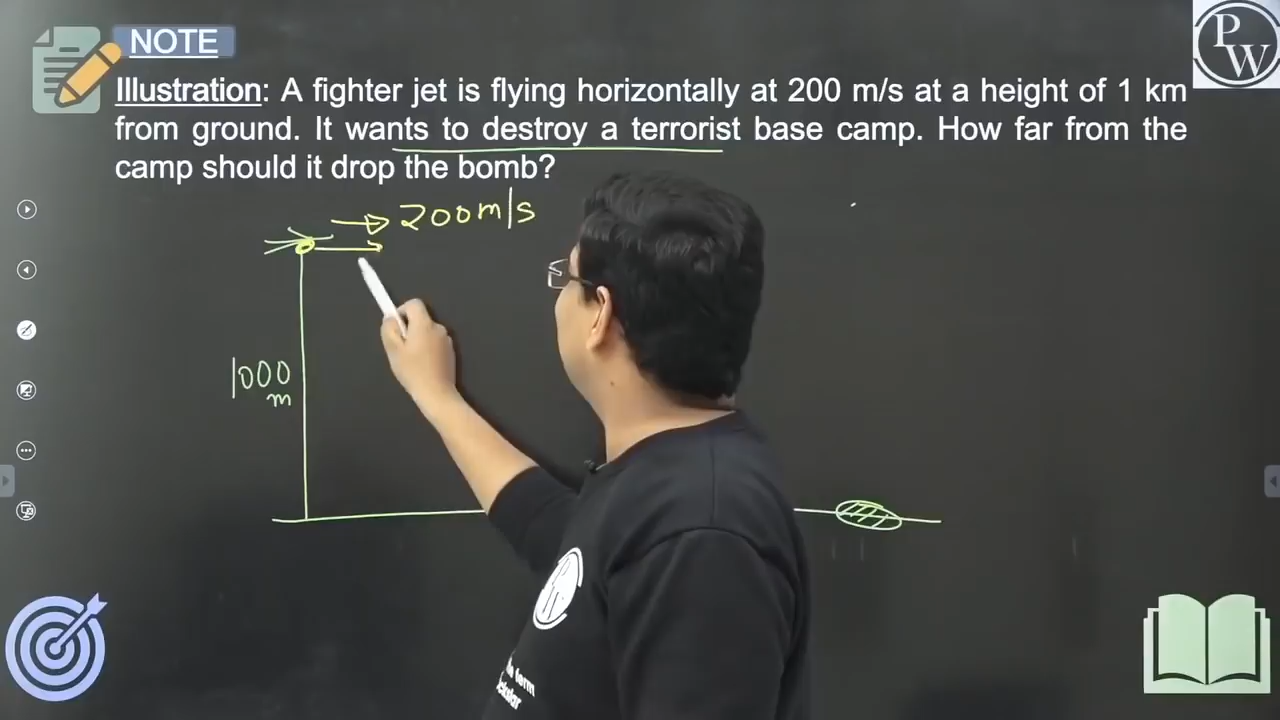 NOTE
Illustration: A fighter jet is flying horizontally at 200 m/s at a height of 1 km
from ground. It wants to destroy a terrorist base camp. How far from the
camp should it drop the bomb?
200m/s
1000
m
PW